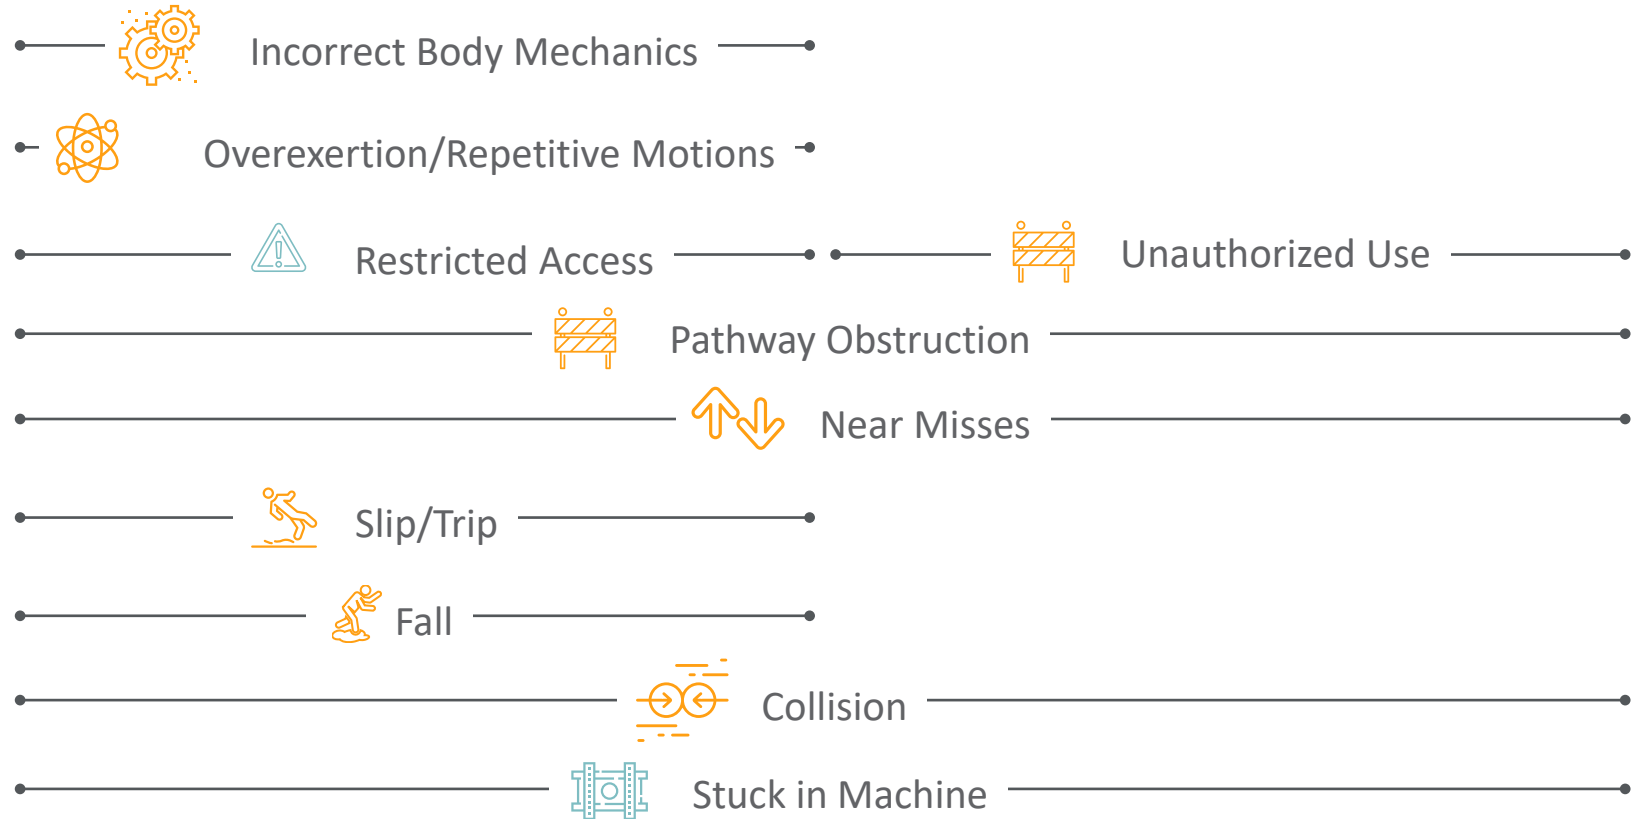 Incorrect Body Mechanics
Overexertion/Repetitive Motions
Restricted Access
Unauthorized Use
Pathway Obstruction
Near Misses
Slip/Trip
Fall
Collision
Stuck in Machine